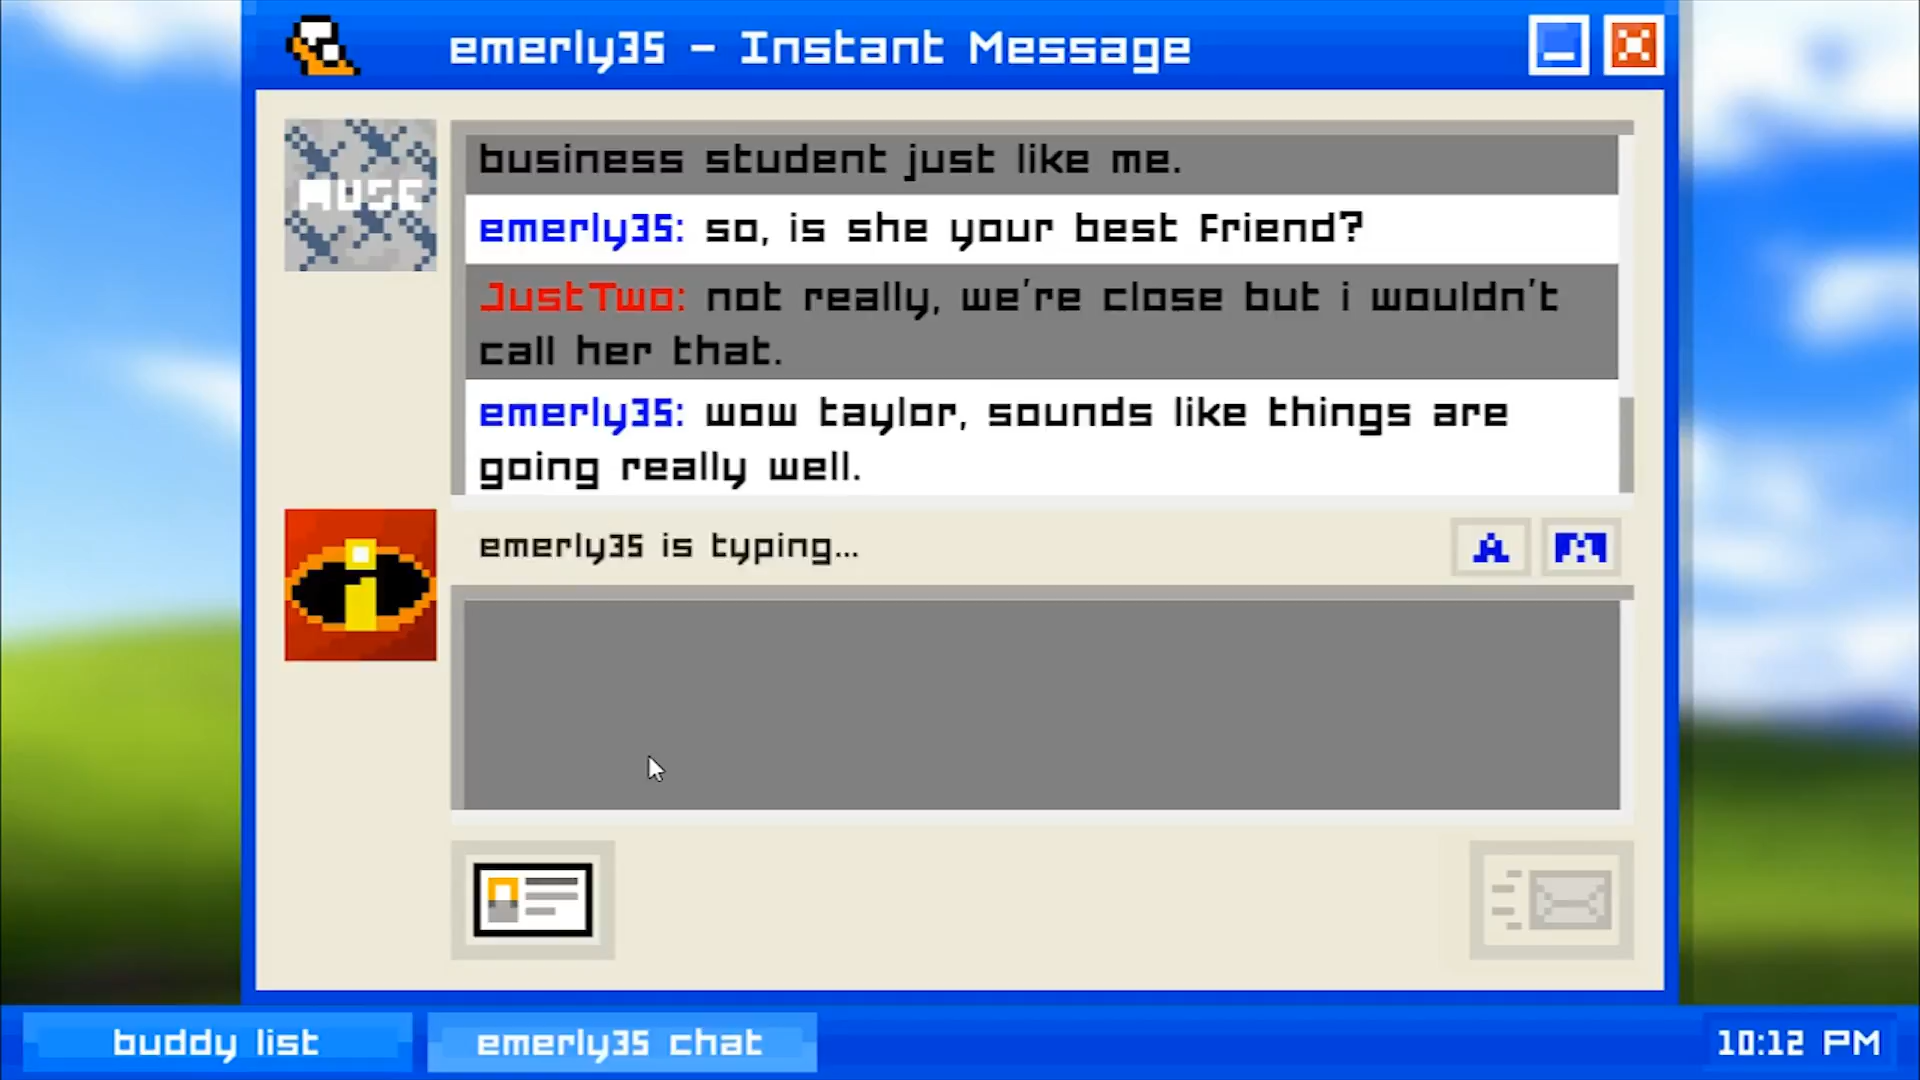 emerly35 - Instant Message
MUSE
business student just like me.
emerly35: so, is she your best friend?
JustTwo: not really, we're close but i wouldn't
call her that.
emerly35: wow taylor, sounds like things are
going really well.
emerly35 is typing...
A
buddy list
emerly35 chat
10:12 PM